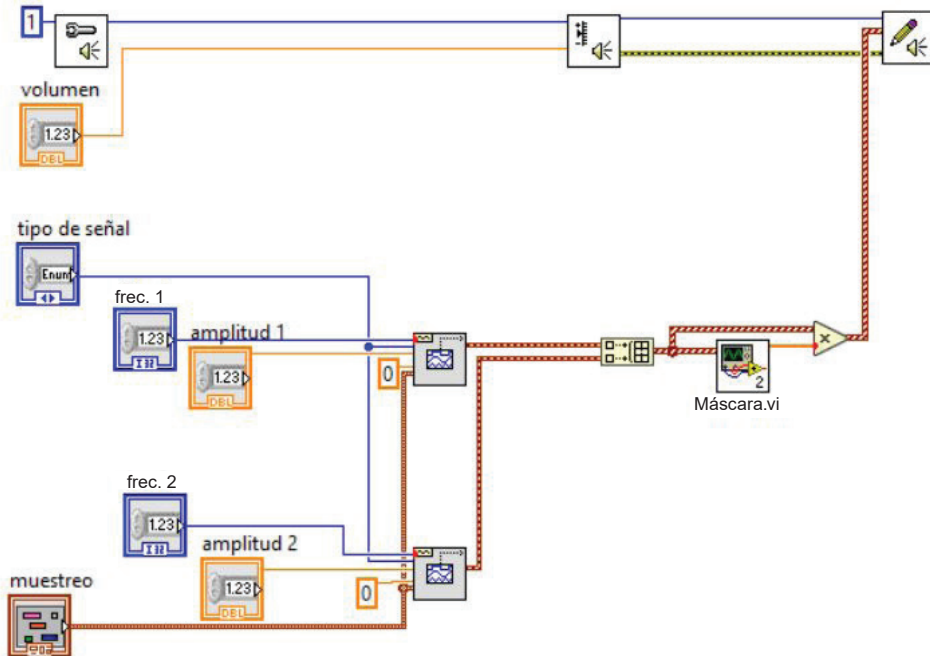 1
volumen
1.23
DBL
tipo de señal
Enum
frec. 1
1.23
I32
amplitud 1
1.23
DBL
0
x
2
Máscara.vi
frec. 2
1.23
I32
amplitud 2
1.23
DBL
0
muestreo